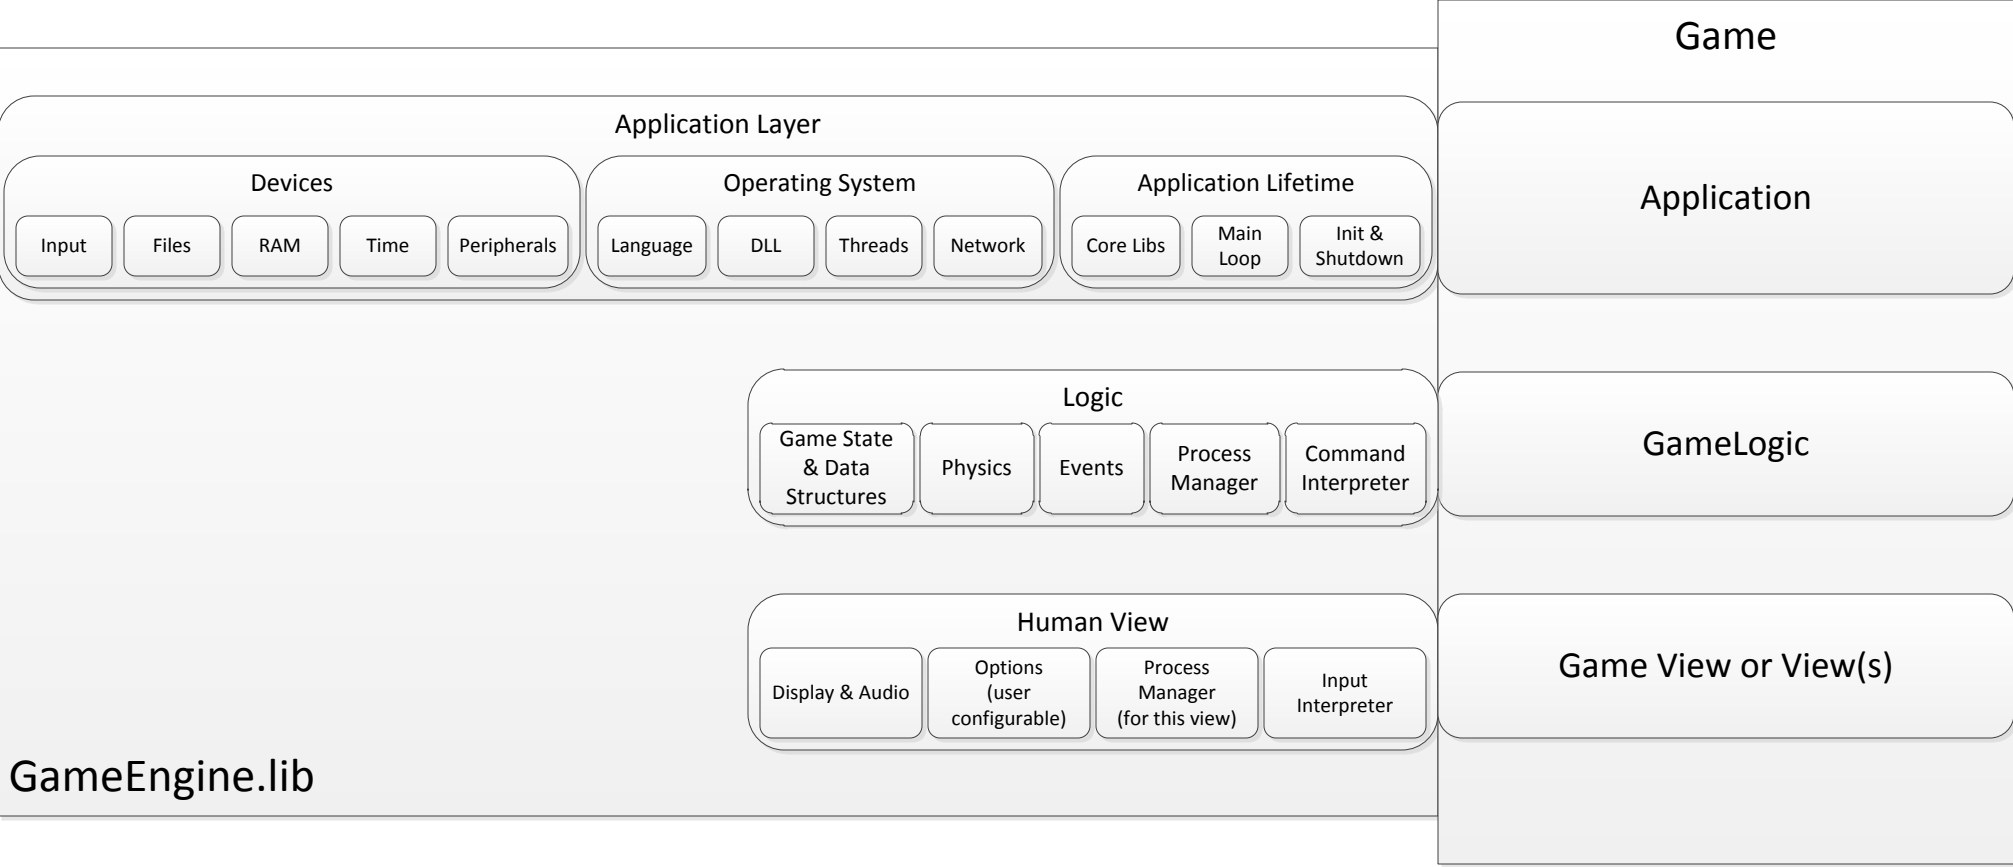 Game
Application Layer
Devices
Operating System
Application Lifetime
Application
Input
Files
RAM
Time
Peripherals
Language
DLL
Threads
Network
Core Libs
Main
Loop
Init &
Shutdown
Logic
Game State
& Data
Structures
Physics
Events
Process
Manager
Command
Interpreter
GameLogic
Human View
Display & Audio
Options
(user
configurable)
Process
Manager
(for this view)
Input
Interpreter
Game View or View(s)
GameEngine.lib